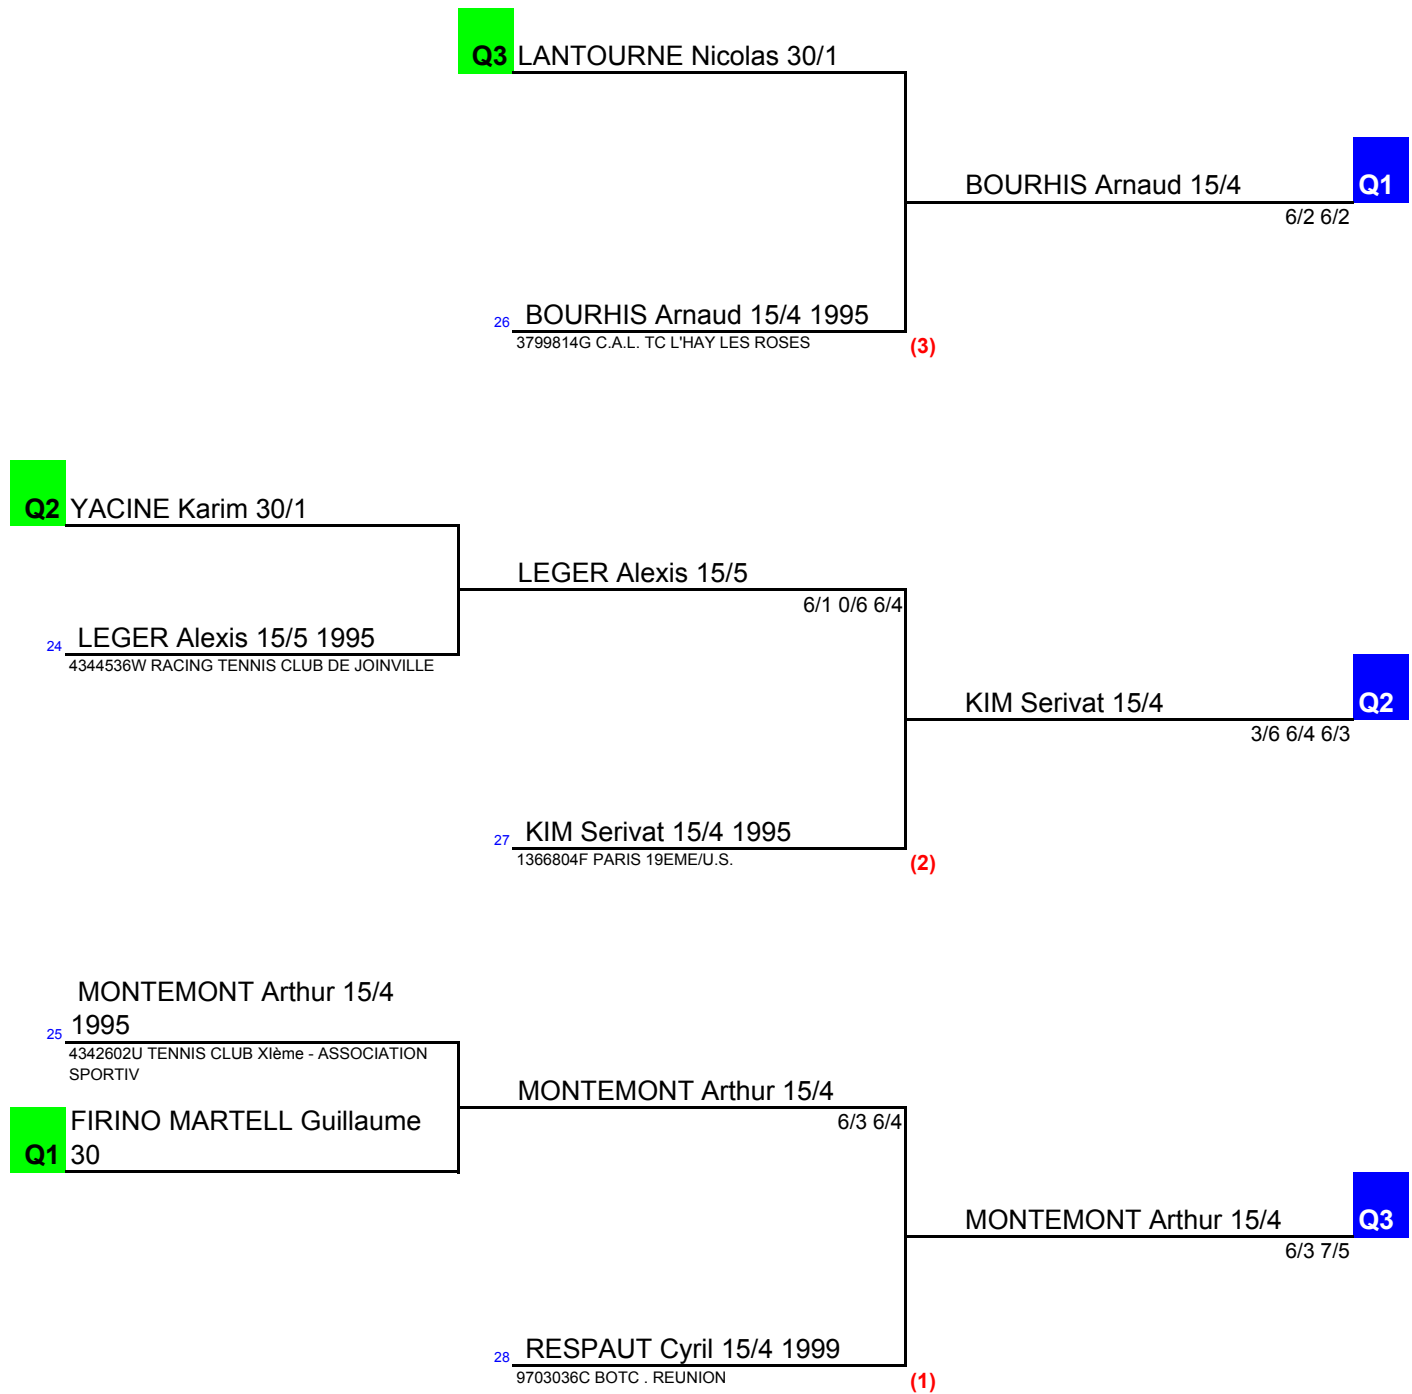 Q3 LANTOURNE Nicolas 30/1
BOURHIS Arnaud 15/4 Q1
6/2 6/2
26 BOURHIS Arnaud 15/4 1995
3799814G C.A.L. TC L'HAY LES ROSES
(3)
Q2 YACINE Karim 30/1
LEGER Alexis 15/5
6/1 0/6 6/4
24 LEGER Alexis 15/5 1995
4344536W RACING TENNIS CLUB DE JOINVILLE
KIM Serivat 15/4 Q2
3/6 6/4 6/3
27 KIM Serivat 15/4 1995
1366804F PARIS 19EME/U.S.
(2)
MONTEMONT Arthur 15/4
25 1995
4342602U TENNIS CLUB XIème - ASSOCIATION
SPORTIV
MONTEMONT Arthur 15/4
6/3 6/4
FIRINO MARTELL Guillaume
Q1 30
MONTEMONT Arthur 15/4 Q3
6/3 7/5
28 RESPAUT Cyril 15/4 1999
9703036C BOTC . REUNION
(1)